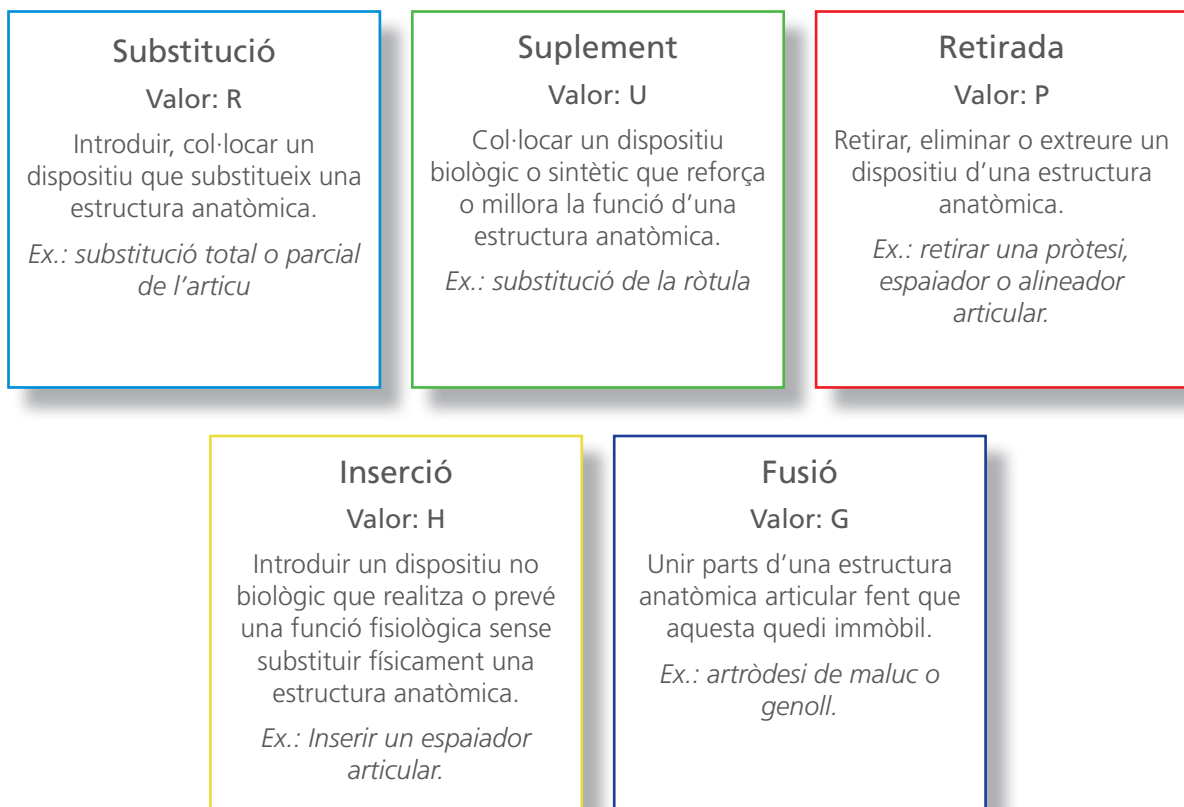 Substitució
Valor: R
Introduir, col·locar un
dispositiu que substitueix una
estructura anatòmica.
Ex.: substitució total o parcial
de l’articu
Suplement
Valor: U
Col·locar un dispositiu
biològic o sintètic que reforça
o millora la funció d’una
estructura anatòmica.
Ex.: substitució de la ròtula
Retirada
Valor: P
Retirar, eliminar o extreure un
dispositiu d’una estructura
anatòmica.
Ex.: retirar una pròtesi,
espaiador o alineador
articular.
Inserció
Valor: H
Introduir un dispositiu no
biològic que realitza o prevé
una funció fisiològica sense
substituir físicament una
estructura anatòmica.
Ex.: Inserir un espaiador
articular.
Fusió
Valor: G
Unir parts d’una estructura
anatòmica articular fent que
aquesta quedi immòbil.
Ex.: artròdesi de maluc o
genoll.